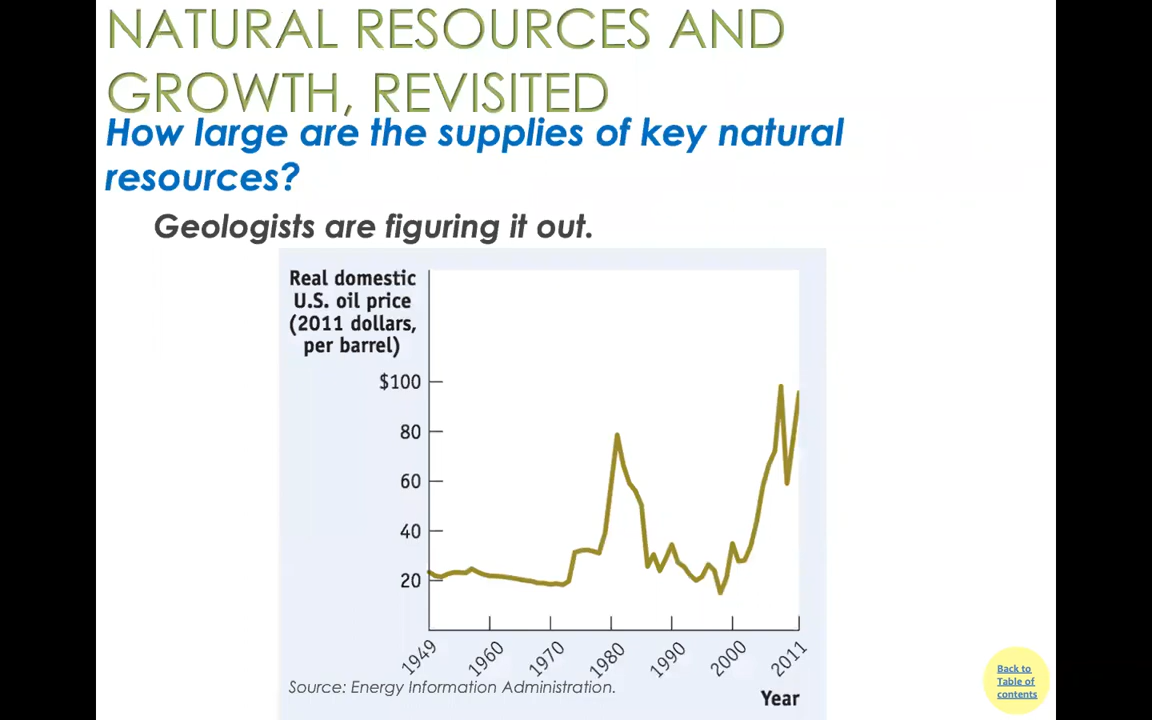 NATURAL RESOURCES AND
GROWTH, REVISITED
How large are the supplies of key natural
resources?
Geologists are figuring it out.
Real domestic
U.S. oil price
(2011 dollars,
per barrel)
$100
80
60
40
20
1949
1960
1970
1980
1990
2000
2011
Source: Energy Information Administration.
Year
Back to
Table of
contents